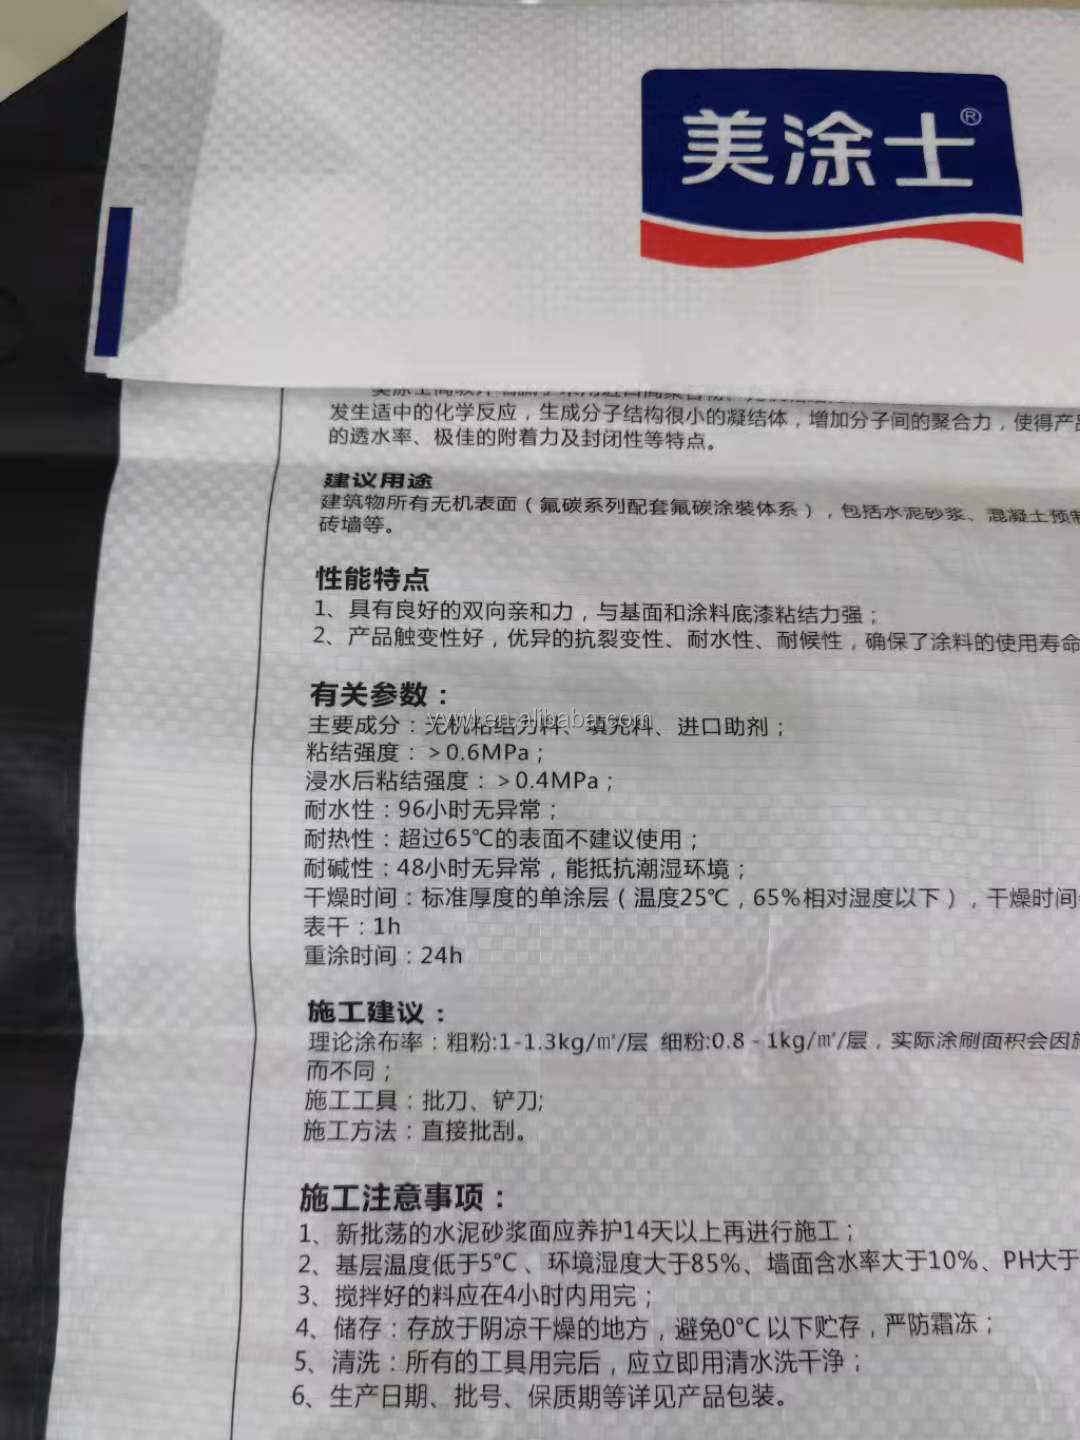 美涂士®
发生适中的化学反应，生成分子结构很小的凝结体，增加分子间的聚合力，使得产品
的透水率、极佳的附着力及封闭性等特点。
建议用途
建筑物所有无机表面（氟碳系列配套氟碳涂装体系），包括水泥砂浆、混凝土预制
砖墙等。
性能特点
1、具有良好的双向亲和力，与基面和涂料底漆粘结力强；
2、产品触变性好，优异的抗裂变性、耐水性、耐候性，确保了涂料的使用寿命
有关参数：
主要成分：无机粘结力料、填充料、进口助剂；
粘结强度：＞0.6MPa；
浸水后粘结强度：＞0.4MPa；
耐水性：96小时无异常；
耐热性：超过65℃的表面不建议使用；
耐碱性：48小时无异常，能抵抗潮湿环境；
干燥时间：标准厚度的单涂层（温度25℃，65%相对湿度以下），干燥时间
表干：1h
重涂时间：24h
施工建议：
理论涂布率：粗粉:1-1.3kg/㎡/层 细粉:0.8-1kg/㎡/层，实际涂刷面积会因施
而不同；
施工工具：批刀、铲刀;
施工方法：直接批刮。
施工注意事项：
1、新批荡的水泥砂浆面应养护14天以上再进行施工；
2、基层温度低于5℃、环境湿度大于85%、墙面含水率大于10%、PH大于
3、搅拌好的料应在4小时内用完；
4、储存：存放于阴凉干燥的地方，避免0℃以下贮存，严防霜冻；
5、清洗：所有的工具用完后，应立即用清水洗干净；
6、生产日期、批号、保质期等详见产品包装。